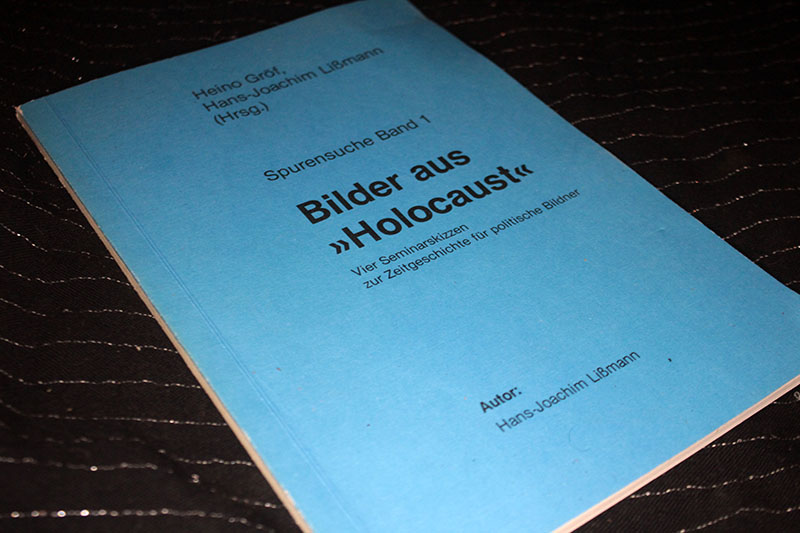 Heino Gröf,
Hans-Joachim Lißmann
(Hrsg.)
Spurensuche Band 1
Bilder aus
»Holocaust«
Vier Seminarskizzen
zur Zeitgeschichte für politische Bildner
Autor:
Hans-Joachim Lißmann